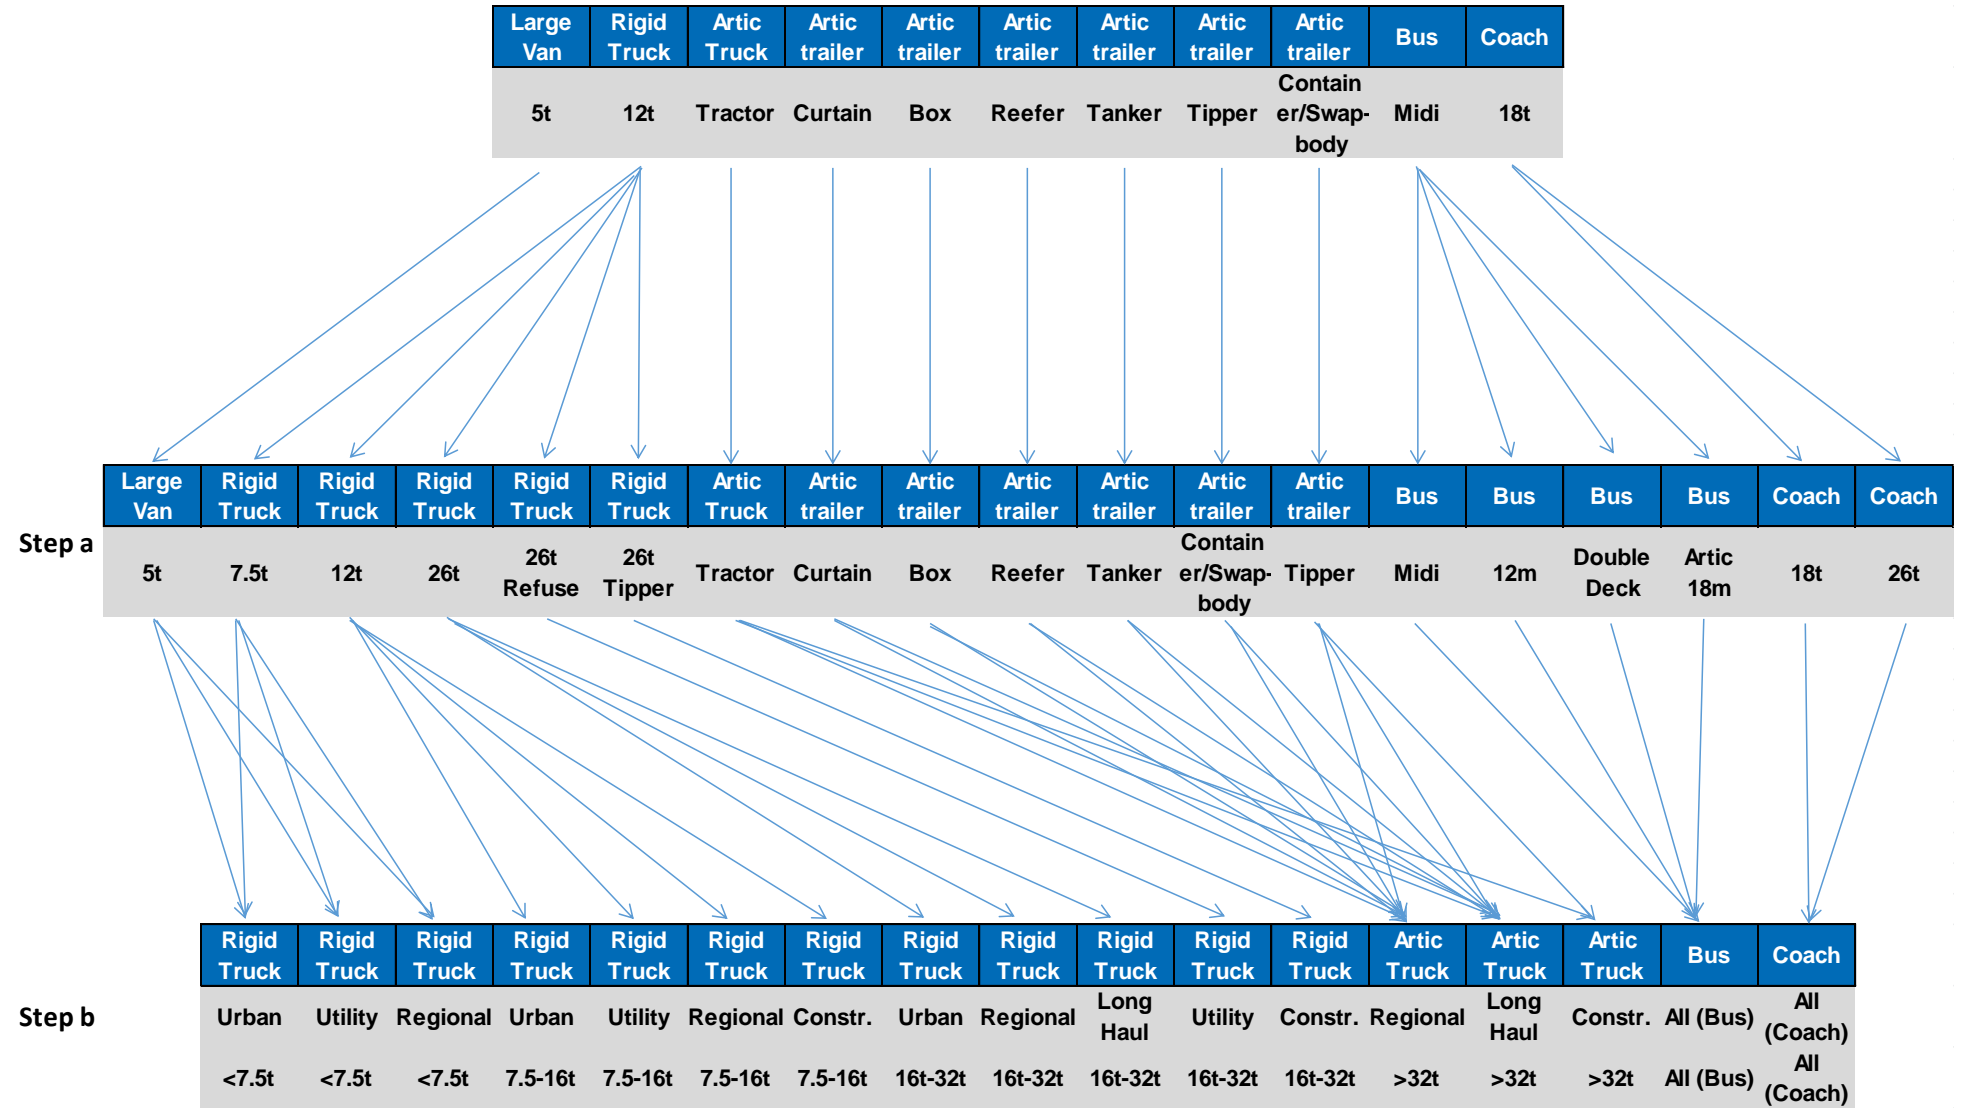 Large Rigid Artic Artic Artic Artic Artic Artic Artic Bus Coach
Van Truck Truck trailer trailer trailer trailer trailer trailer
5t 12t Tractor Curtain Box Reefer Tanker Tipper Contain Midi 18t
er/Swap-
body
Large Rigid Rigid Rigid Rigid Rigid Artic Artic Artic Artic Artic Artic Artic Bus Bus Bus Bus Coach Coach
Van Truck Truck Truck Truck Truck Truck trailer trailer trailer trailer trailer trailer
Step a
5t 7.5t 12t 26t 26t 26t Tractor Curtain Box Reefer Tanker Contain Tipper Midi 12m Double Artic 18t 26t
Refuse Tipper er/Swap- Deck 18m
body
Rigid Rigid Rigid Rigid Rigid Rigid Rigid Rigid Rigid Rigid Rigid Rigid Artic Artic Artic Bus Coach
Truck Truck Truck Truck Truck Truck Truck Truck Truck Truck Truck Truck Truck Truck Truck
Step b
Urban Utility Regional Urban Utility Regional Constr. Urban Regional Long Utility Constr. Regional Long Constr. All (Bus) All
Haul Haul (Coach)
<7.5t <7.5t <7.5t 7.5-16t 7.5-16t 7.5-16t 7.5-16t 16t-32t 16t-32t 16t-32t 16t-32t 16t-32t >32t >32t >32t All (Bus) All
(Coach)